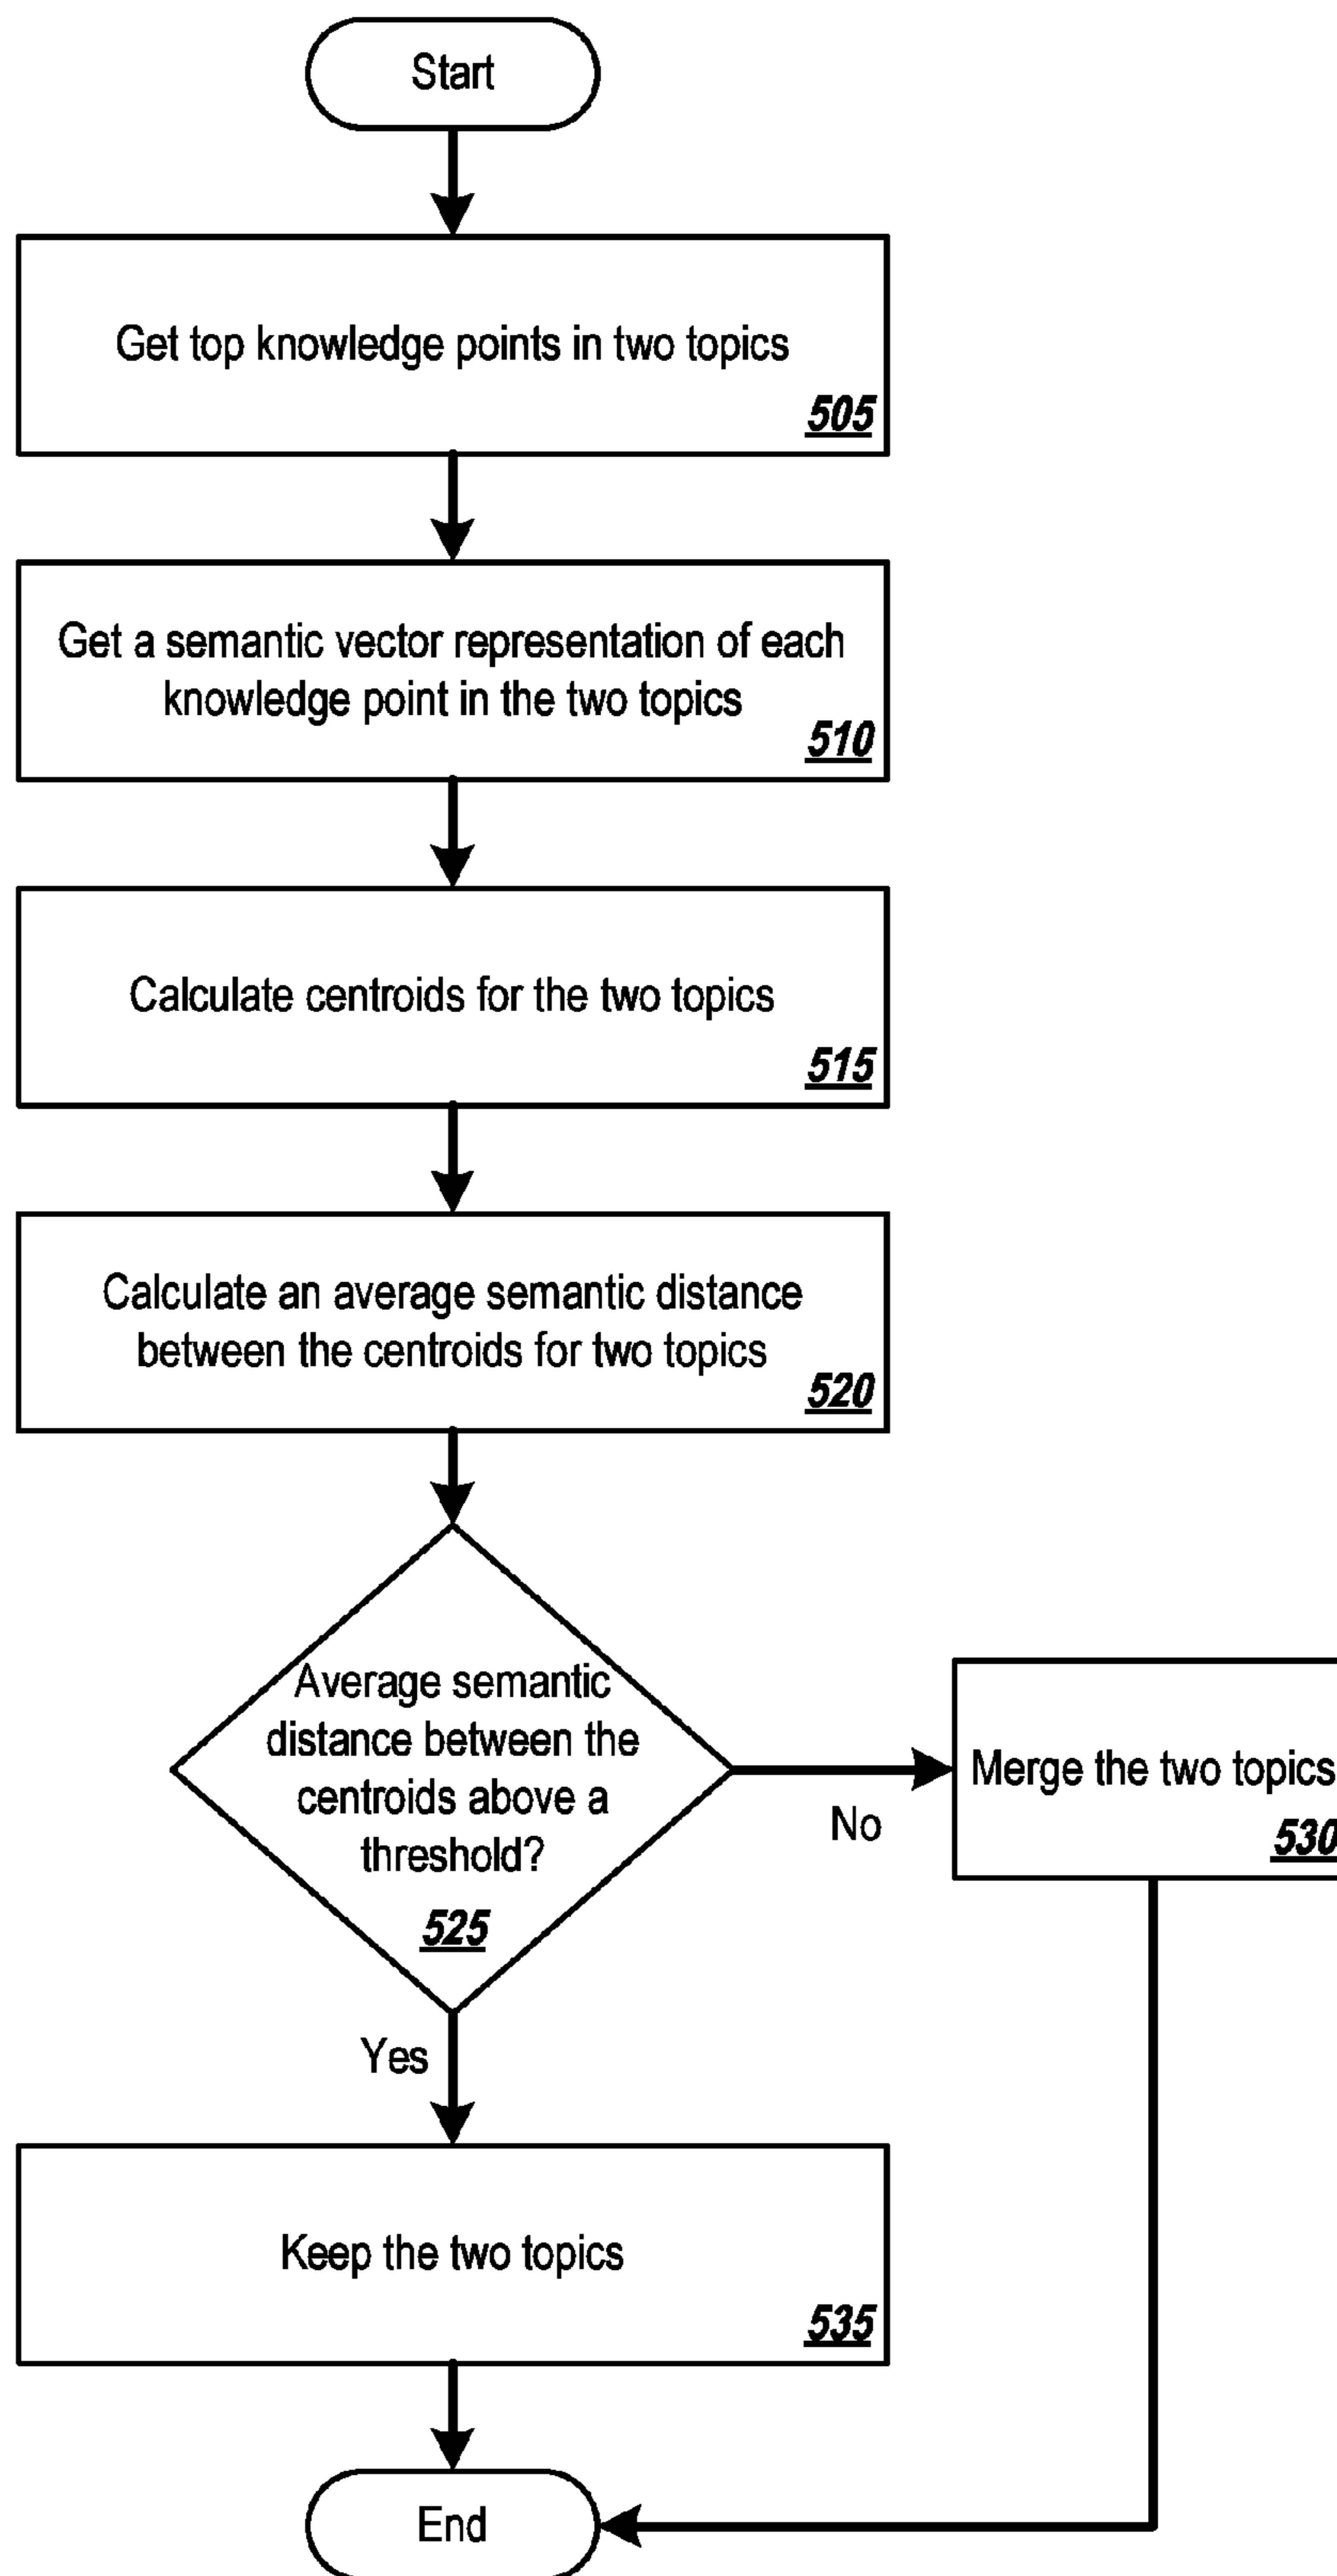 Start
Get top knowledge points in two topics
505
Get a semantic vector representation of each
knowledge point in the two topics
510
Calculate centroids for the two topics
515
Calculate an average semantic distance
between the centroids for two topics
520
Average semantic
distance between the
centroids above a
threshold?
525
No
Merge the two topics
530
Yes
Keep the two topics
535
End